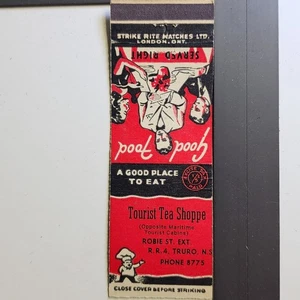 STRIKE RITE MATCHES LTD.
LONDON, ONT.
SERVED RIGHT
Good Food
A GOOD PLACE
TO EAT
Tourist Tea Shoppe
(Opposite Maritime
Tourist Cabins)
ROBIE ST. EXT.
R.R. 4, TRURO, N.S
PHONE 8775
CLOSE COVER BEFORE STRIKING